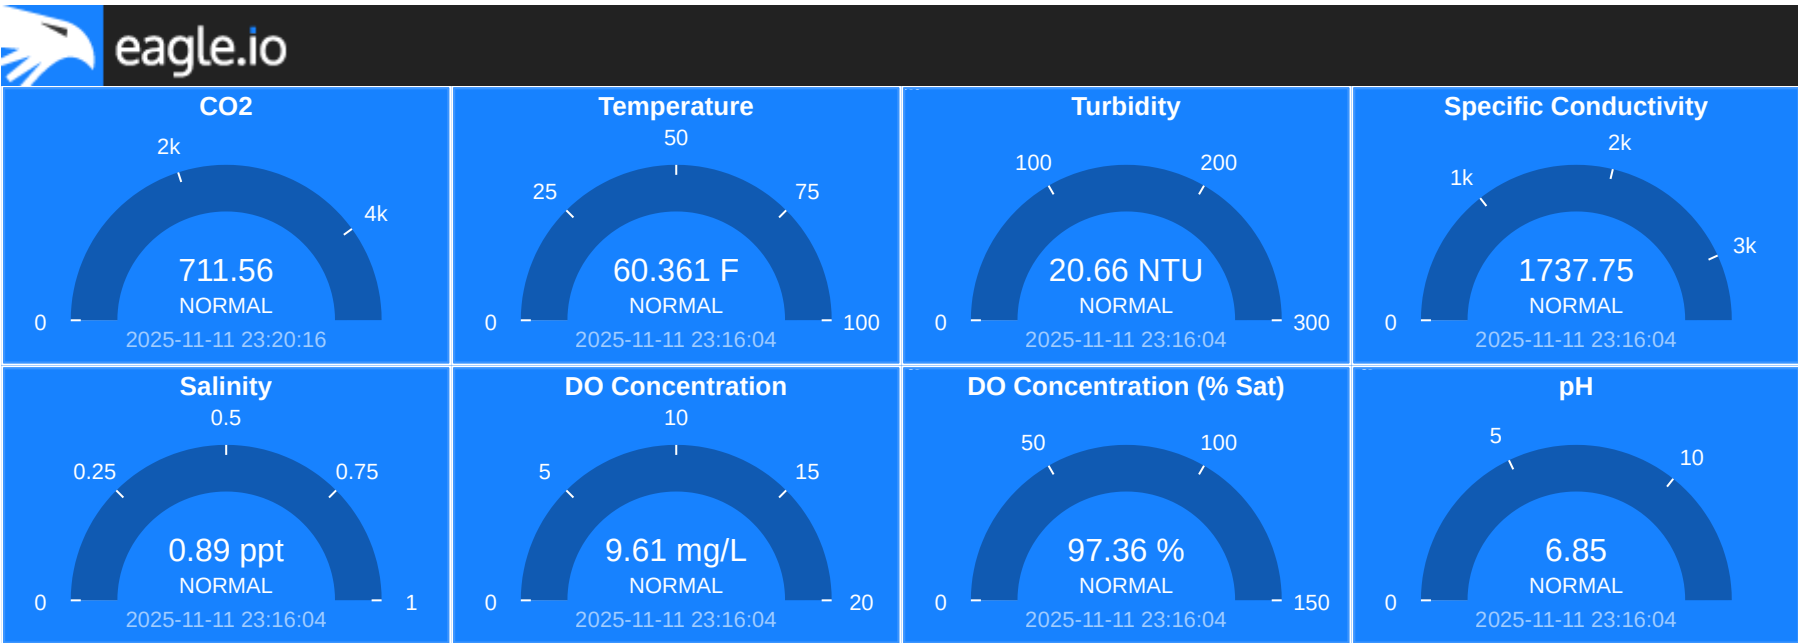 eagle.io
CO2
2k
4k
711.56
NORMAL
0
2025-11-11 23:20:16
Temperature
50
25
75
60.361 F
NORMAL
0
100
2025-11-11 23:16:04
Turbidity
100
200
20.66 NTU
NORMAL
0
300
2025-11-11 23:16:04
Specific Conductivity
2k
1k
3k
1737.75
NORMAL
0
2025-11-11 23:16:04
Salinity
0.5
0.25
0.75
0.89 ppt
NORMAL
0
1
2025-11-11 23:16:04
DO Concentration
10
5
15
9.61 mg/L
NORMAL
0
20
2025-11-11 23:16:04
DO Concentration (% Sat)
50
100
97.36 %
NORMAL
0
150
2025-11-11 23:16:04
pH
5
10
6.85
NORMAL
0
2025-11-11 23:16:04